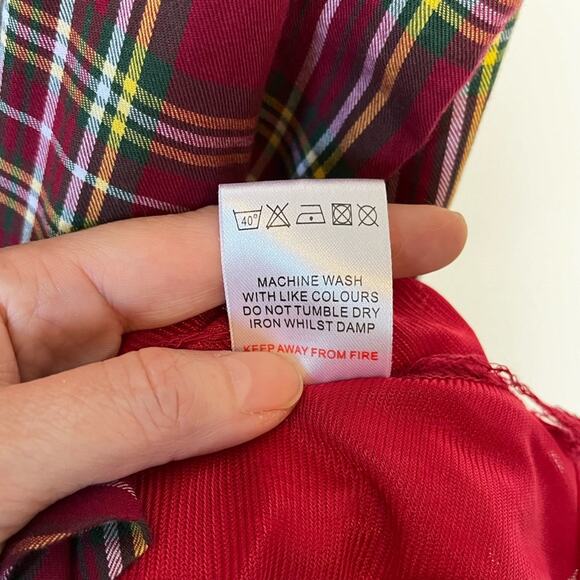 40°
MACHINE WASH
WITH LIKE COLOURS
DO NOT TUMBLE DRY
IRON WHILST DAMP
KEEP AWAY FROM FIRE